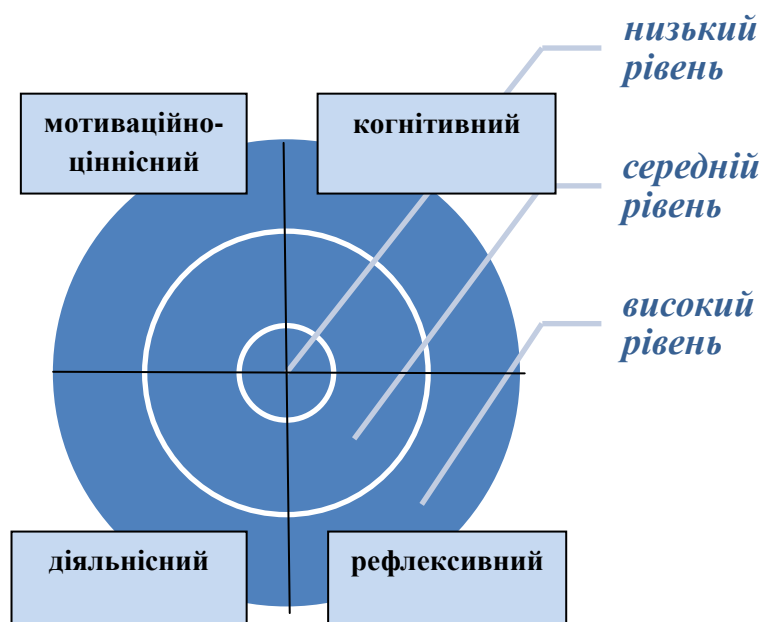 низький
рівень
мотиваційно-
ціннісний
когнітивний
середній
рівень
високий
рівень
діяльнісний
рефлексивний